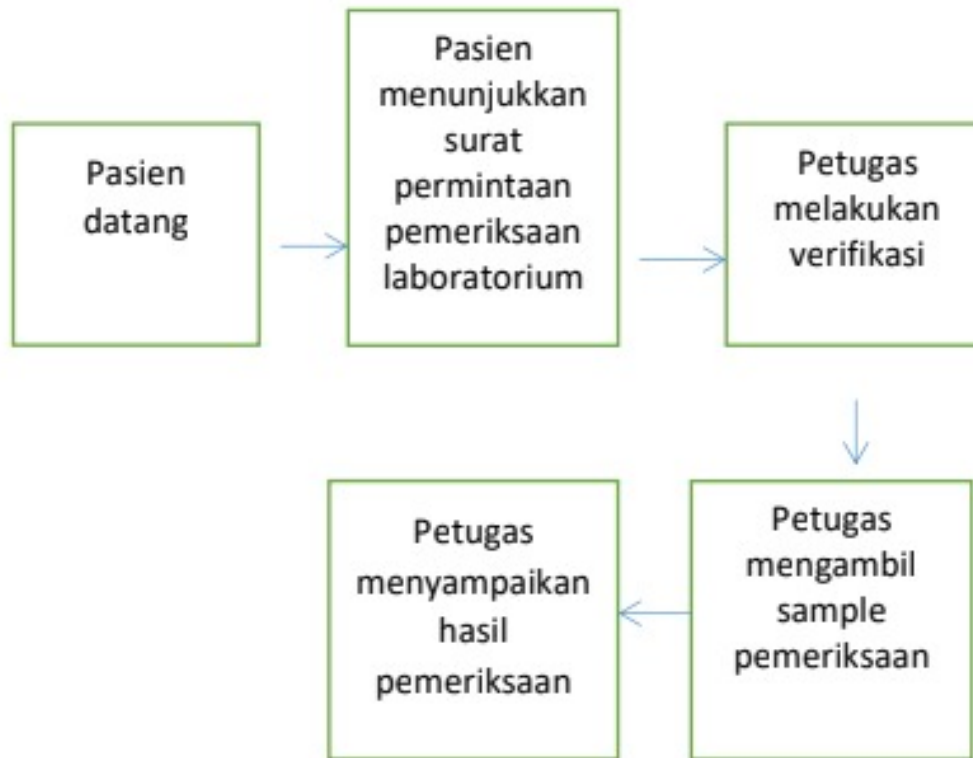 Pasien
datang
Pasien
menunjukkan
surat
permintaan
pemeriksaan
laboratorium
Petugas
melakukan
verifikasi
Petugas
mengambil
sample
pemeriksaan
Petugas
menyampaikan
hasil
pemeriksaan